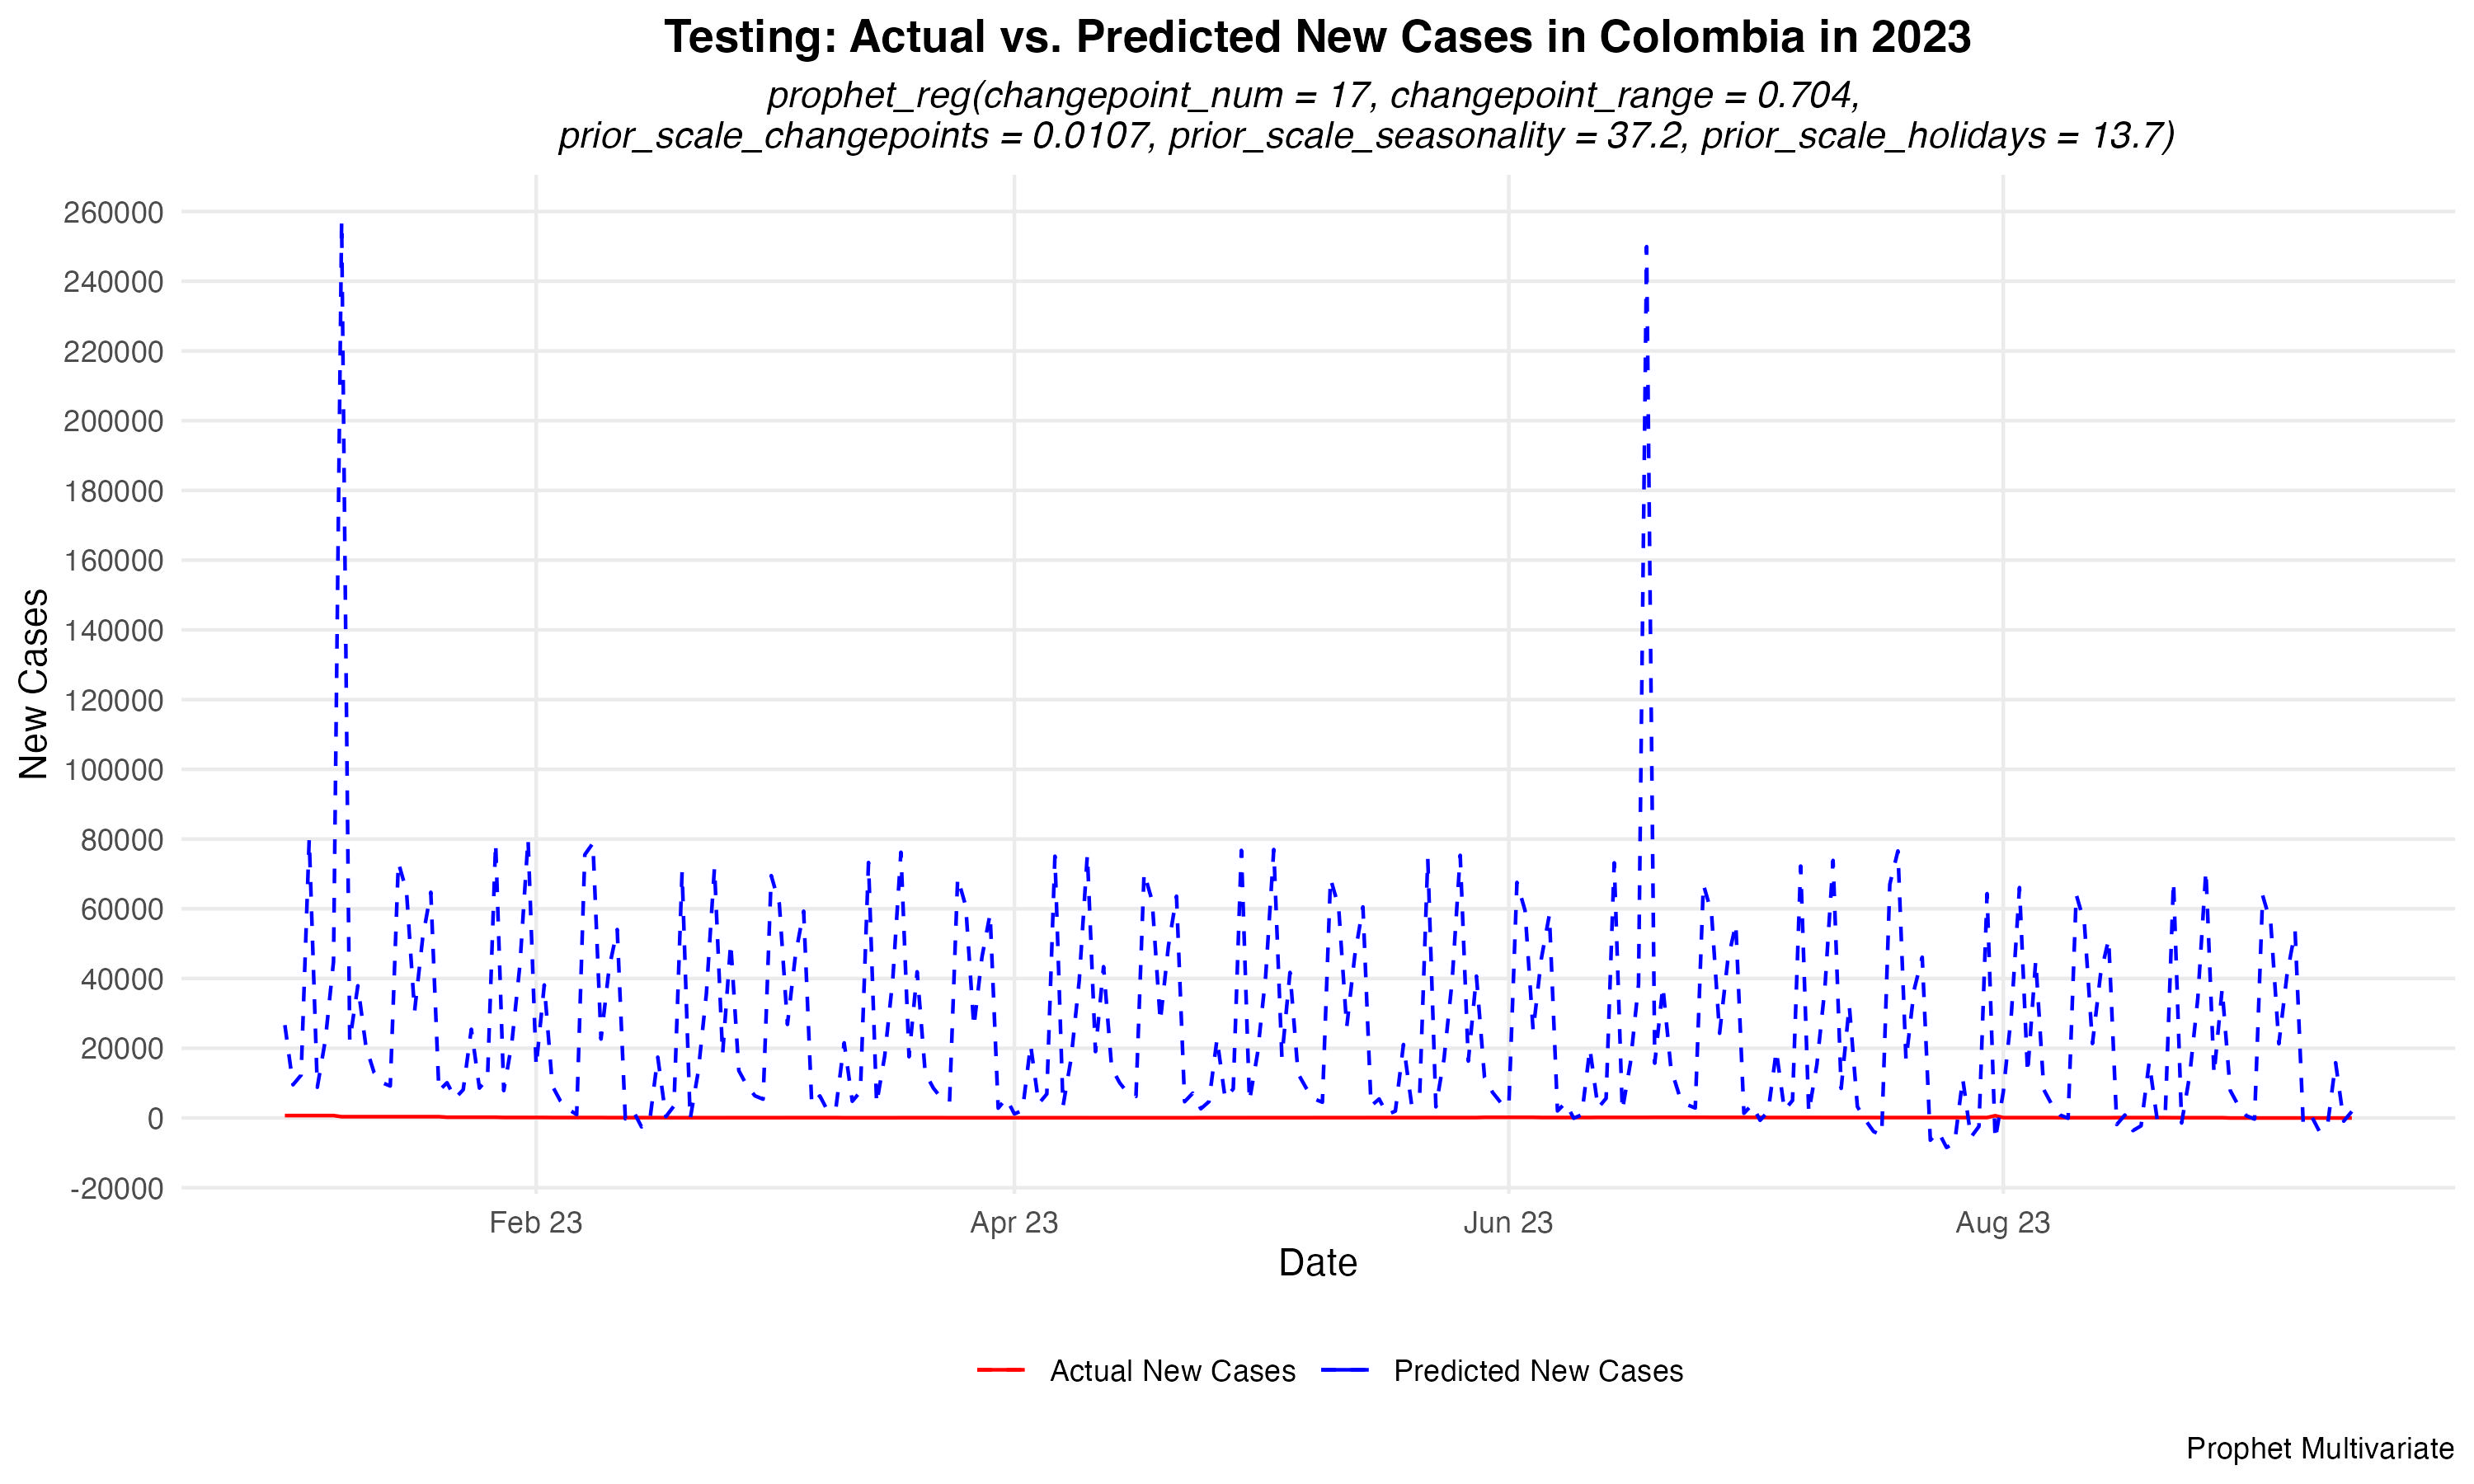 Testing: Actual vs. Predicted New Cases in Colombia in 2023
prophet_reg(changepoint_num = 17, changepoint_range = 0.704,
prior_scale_changepoints = 0.0107, prior_scale_seasonality = 37.2, prior_scale_holidays = 13.7)
New Cases
260000
240000
220000
200000
180000
160000
140000
120000
100000
80000
60000
40000
20000
0
-20000
Feb 23 Apr 23 Jun 23 Aug 23
Date
Actual New Cases Predicted New Cases
Prophet Multivariate